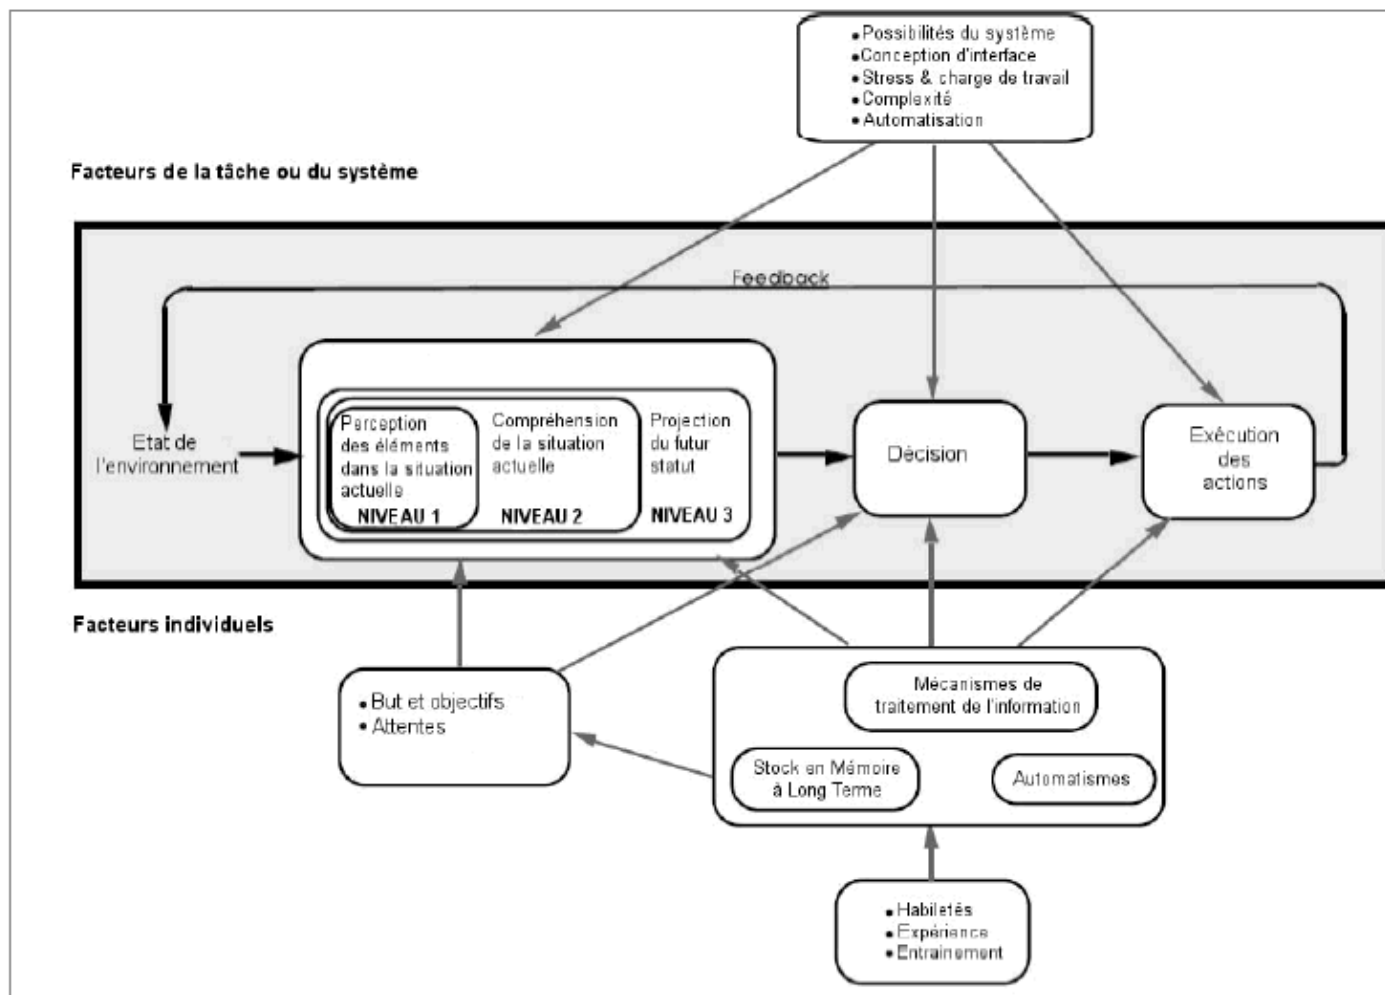 • Possibilités du système
• Conception d'interface
• Stress & charge de travail
• Complexité
• Automatisation
Facteurs de la tâche ou du système
Feedback
Etat de
l'environnement
Perception
des éléments
dans la situation
actuelle
NIVEAU 1
Compréhension
de la situation
actuelle
NIVEAU 2
Projection
du futur
statut
NIVEAU 3
Décision
Exécution
des
actions
Facteurs individuels
• But et objectifs
• Attentes
Mécanismes de
traitement de l'information
Stock en Mémoire
à Long Terme
Automatismes
• Habiletés
• Expérience
• Entrainement